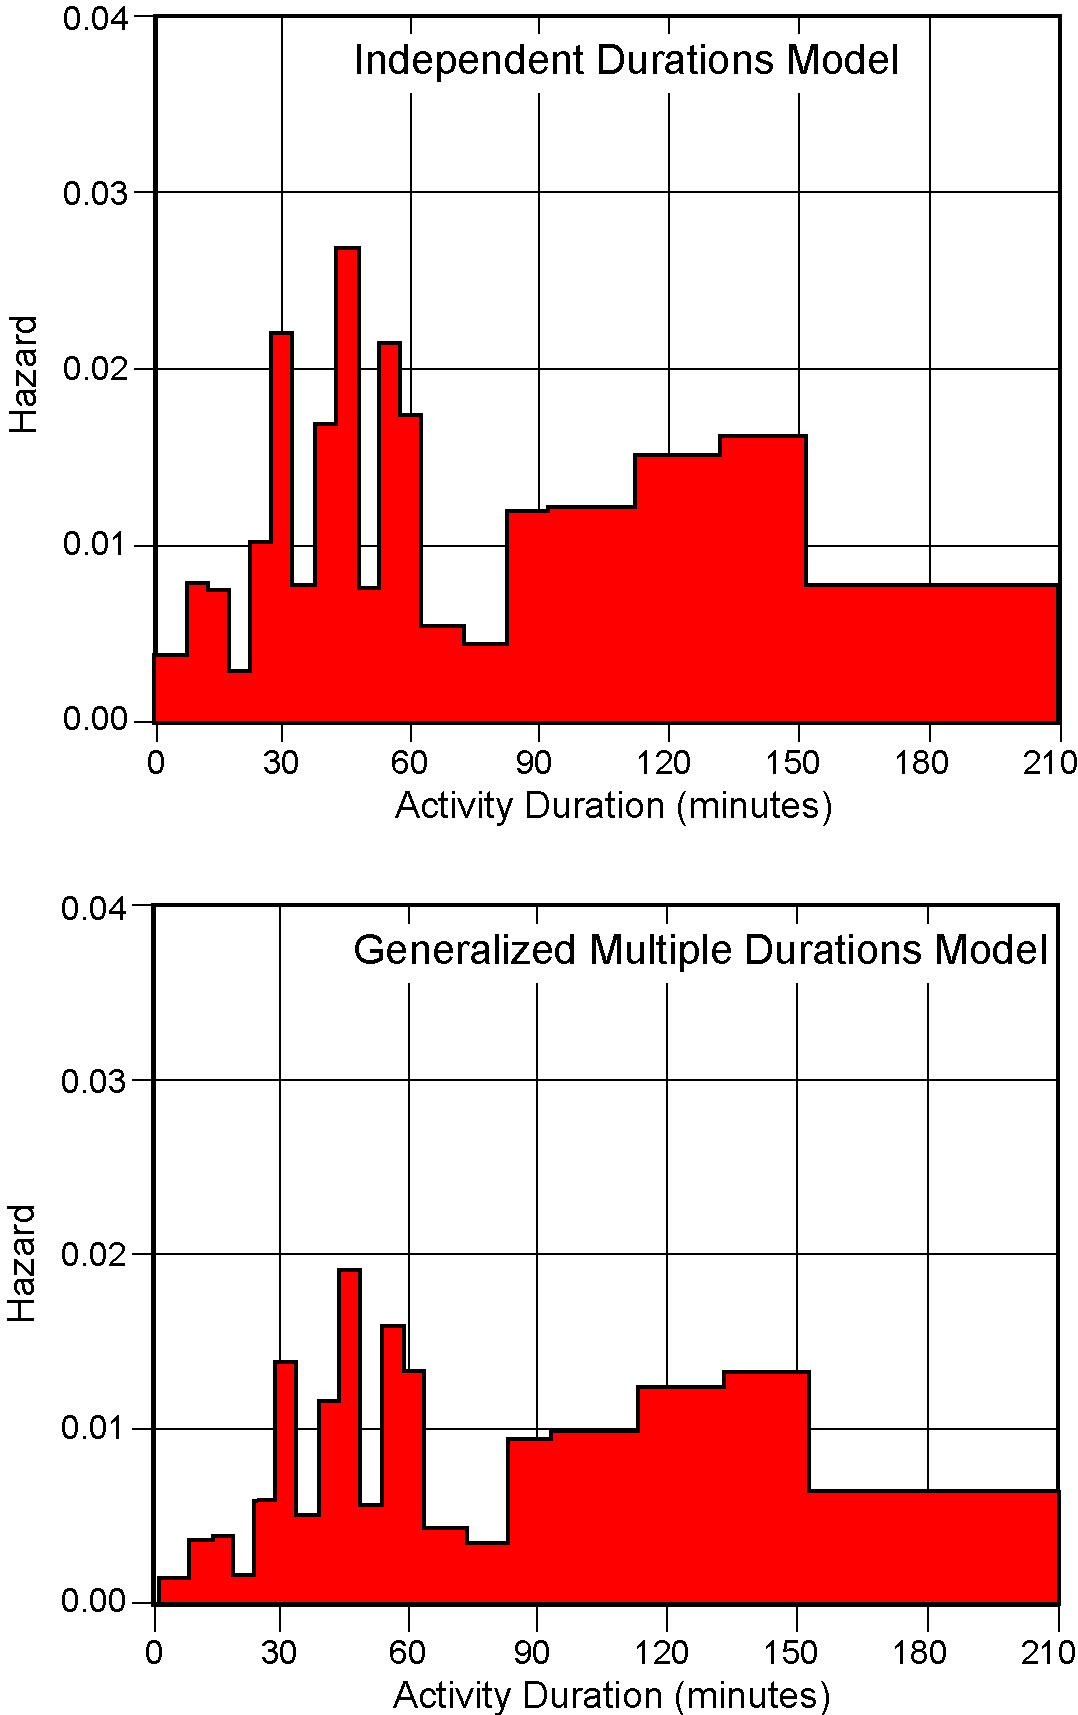 0.04
Independent Durations Model
0.03
0.02
0.01
0.00
Hazard
0 30 60 90 120 150 180 210
Activity Duration (minutes)
0.04
Generalized Multiple Durations Model
0.03
0.02
0.01
0.00
Hazard
0 30 60 90 120 150 180 210
Activity Duration (minutes)